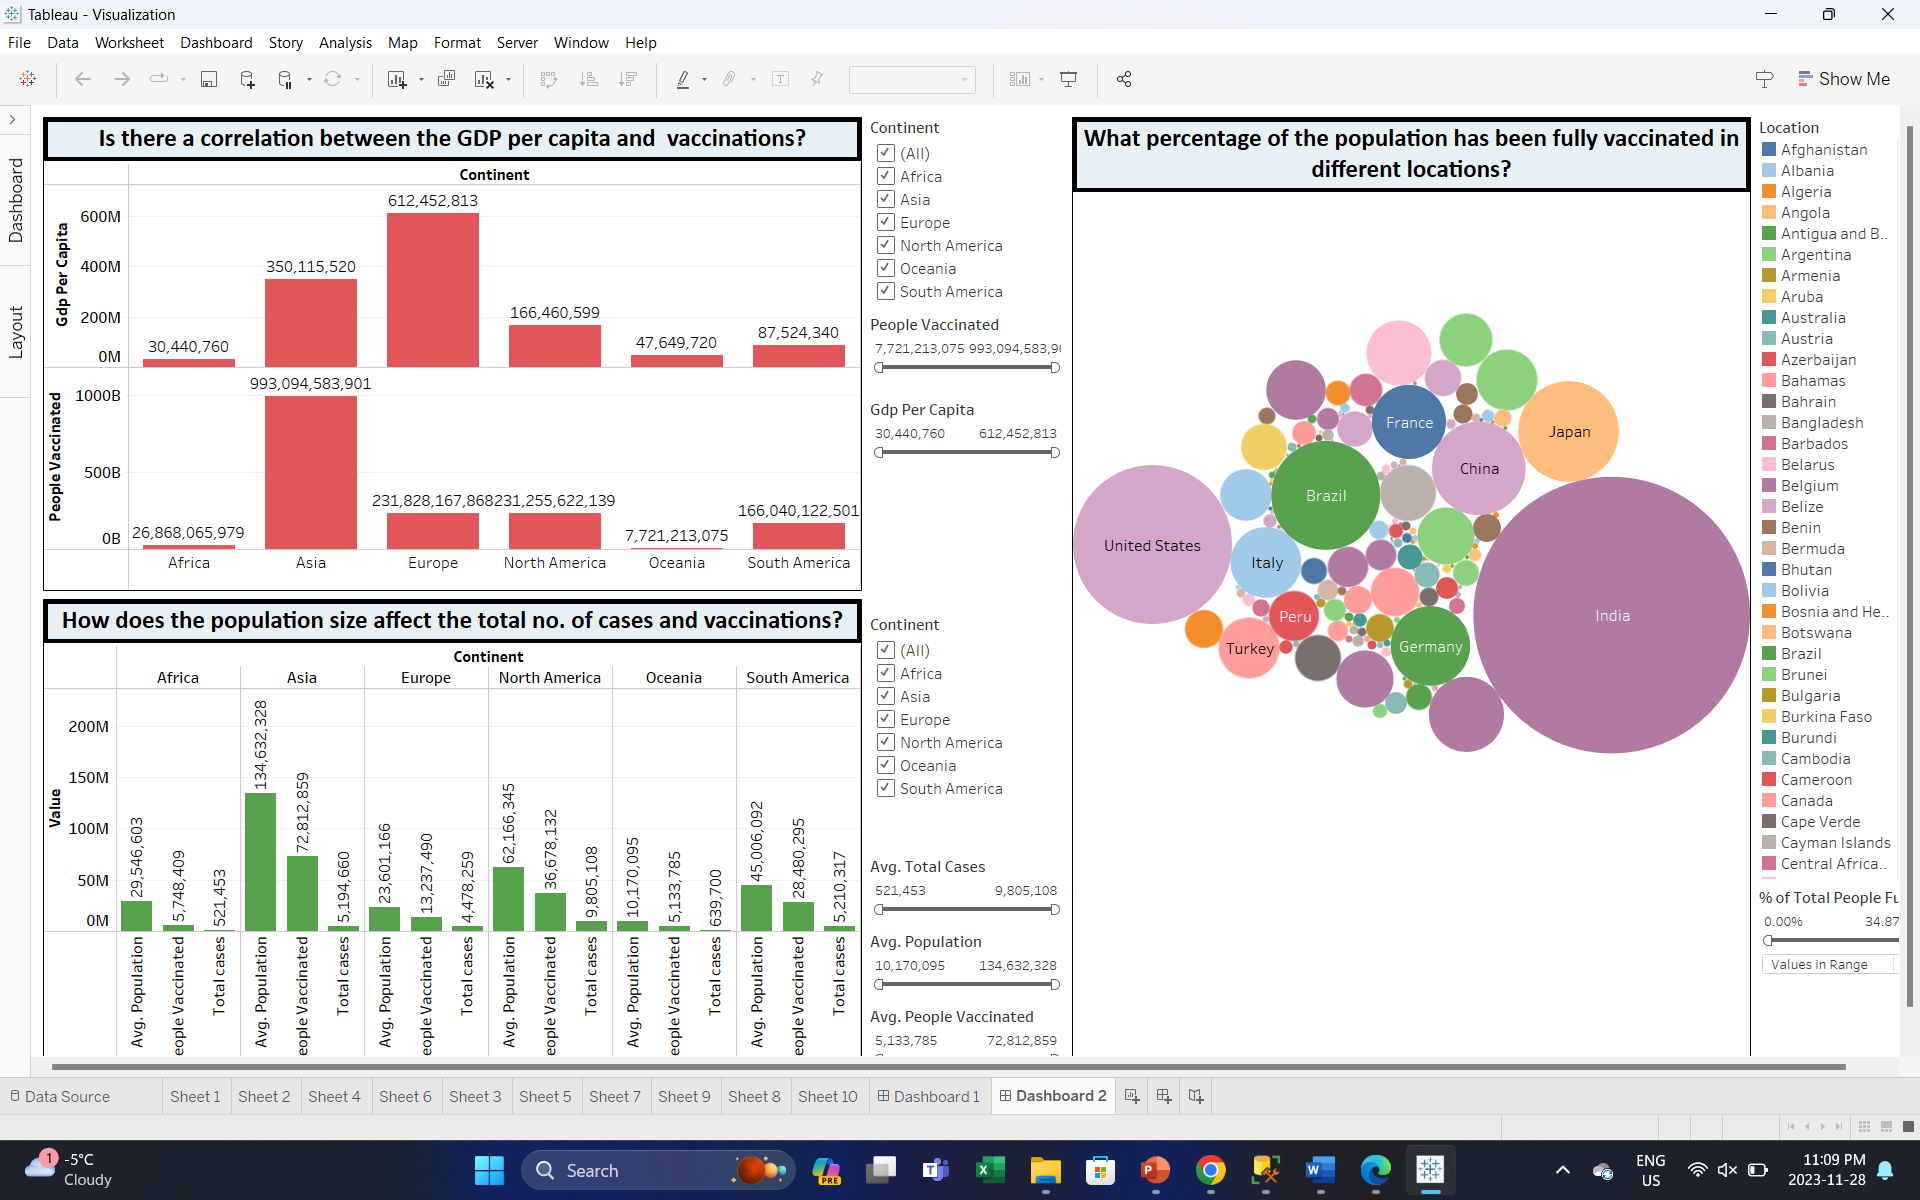 Tableau - Visualization
File Data Worksheet Dashboard Story Analysis Map Format Server Window Help
Show Me
Dashboard
Layout
Is there a correlation between the GDP per capita and vaccinations?
Continent
Gdp Per Capita
600M
400M
200M
0M
30,440,760
350,115,520
612,452,813
166,460,599
47,649,720
87,524,340
People Vaccinated
1000B
500B
0B
26,868,065,979
993,094,583,901
231,828,167,868
231,255,622,139
7,721,213,075
166,040,122,501
Africa Asia Europe North America Oceania South America
Continent
(All)
Africa
Asia
Europe
North America
Oceania
South America
People Vaccinated
7,721,213,075 993,094,583,90
Gdp Per Capita
30,440,760 612,452,813
How does the population size affect the total no. of cases and vaccinations?
Continent
Africa Asia Europe North America Oceania South America
Value
200M
150M
100M
50M
0M
29,546,603
5,748,409
521,453
134,632,328
72,812,859
5,194,660
23,601,166
13,237,490
4,478,259
62,166,345
36,678,132
9,805,108
10,170,095
5,133,785
639,700
45,006,092
28,480,295
5,210,317
Avg. Population
eople Vaccinated
Total cases
Avg. Population
eople Vaccinated
Total cases
Avg. Population
eople Vaccinated
Total cases
Avg. Population
eople Vaccinated
Total cases
Avg. Population
eople Vaccinated
Total cases
Avg. Population
eople Vaccinated
Total cases
Continent
(All)
Africa
Asia
Europe
North America
Oceania
South America
Avg. Total Cases
521,453 9,805,108
Avg. Population
10,170,095 134,632,328
Avg. People Vaccinated
5,133,785 72,812,859
What percentage of the population has been fully vaccinated in
different locations?
France
Japan
China
Brazil
United States
Italy
Peru
India
Turkey
Germany
Location
Afghanistan
Albania
Algeria
Angola
Antigua and B..
Argentina
Armenia
Aruba
Australia
Austria
Azerbaijan
Bahamas
Bahrain
Bangladesh
Barbados
Belarus
Belgium
Belize
Benin
Bermuda
Bhutan
Bolivia
Bosnia and He..
Botswana
Brazil
Brunei
Bulgaria
Burkina Faso
Burundi
Cambodia
Cameroon
Canada
Cape Verde
Cayman Islands
Central Africa..
% of Total People Fu
0.00% 34.87
Values in Range
Data Source Sheet 1 Sheet 2 Sheet 4 Sheet 6 Sheet 3 Sheet 5 Sheet 7 Sheet 9 Sheet 8 Sheet 10 Dashboard 1 Dashboard 2
1
-5°C
Cloudy
Search
PRE
ENG
US
11:09 PM
2023-11-28